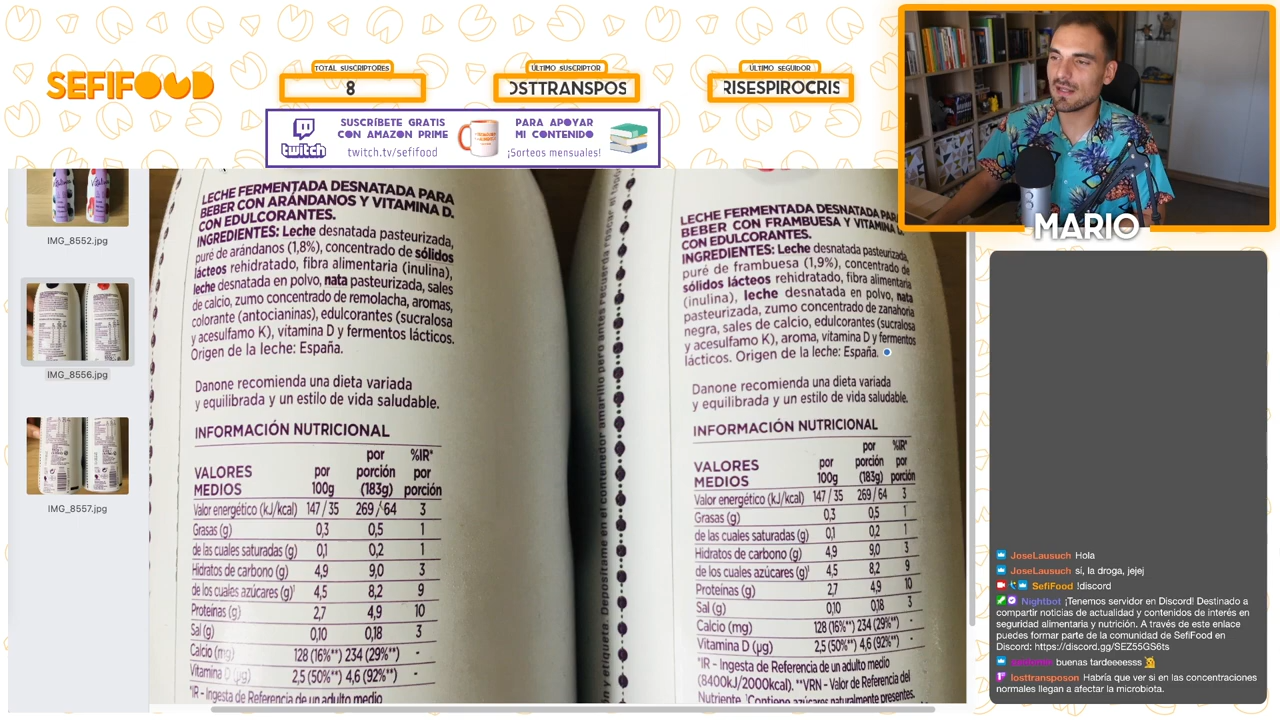 SEFIFOOD
TOTAL SUSCRIPTORES
8
ÚLTIMO SUSCRIPTOR
OSTTRANSPOS
ÚLTIMO SEGUIDOR
RISESPIROCRIS
twitch
SUSCRÍBETE GRATIS
CON AMAZON PRIME
twitch.tv/sefifood
PARA APOYAR
MI CONTENIDO
¡Sorteos mensuales!
MARIO
IMG_8552.jpg
IMG_8556.jpg
IMG_8557.jpg
LECHE FERMENTADA DESNATADA PARA
BEBER CON ARÁNDANOS Y VITAMINA D.
CON EDULCORANTES.
INGREDIENTES: Leche desnatada pasteurizada,
puré de arándanos (1,8%), concentrado de sólidos
lácteos rehidratado, fibra alimentaria (inulina),
leche desnatada en polvo, nata pasteurizada, sales
de calcio, zumo concentrado de remolacha, aromas,
colorante (antocianinas), edulcorantes (sucralosa
y acesulfamo K), vitamina D y fermentos lácticos.
Origen de la leche: España.
Danone recomienda una dieta variada
y equilibrada y un estilo de vida saludable.
INFORMACIÓN NUTRICIONAL
VALORES MEDIOS por 100g por porción (183g) %IR* por porción
Valor energético (kJ/kcal) 147/35 269/64 3
Grasas (g) 0,3 0,5 1
de las cuales saturadas (g) 0,1 0,2 1
Hidratos de carbono (g) 4,9 9,0 3
de los cuales azúcares (g)¹ 4,5 8,2 9
Proteínas (g) 2,7 4,9 10
Sal (g) 0,10 0,18 3
Calcio (mg) 128 (16%**) 234 (29%**) -
Vitamina D (µg) 2,5 (50%**) 4,6 (92%**) -
*IR - Ingesta de Referencia de un adulto medio
Deposítame en el contenedor amarillo pero antes recuerda roscar el tapón
LECHE FERMENTADA DESNATADA PARA
BEBER CON FRAMBUESA Y VITAMINA D.
CON EDULCORANTES.
INGREDIENTES: Leche desnatada pasteurizada,
puré de frambuesa (1,9%), concentrado de
sólidos lácteos rehidratado, fibra alimentaria
(inulina), leche desnatada en polvo, nata
pasteurizada, zumo concentrado de zanahoria
negra, sales de calcio, edulcorantes (sucralosa
y acesulfamo K), aroma, vitamina D y fermentos
lácticos. Origen de la leche: España.
Danone recomienda una dieta variada
y equilibrada y un estilo de vida saludable.
INFORMACIÓN NUTRICIONAL
VALORES MEDIOS por 100g por porción (183g) %IR* por porción
Valor energético (kJ/kcal) 147/35 269/64 3
Grasas (g) 0,3 0,5 1
de las cuales saturadas (g) 0,1 0,2 1
Hidratos de carbono (g) 4,9 9,0 3
de los cuales azúcares (g)¹ 4,5 8,2 9
Proteínas (g) 2,7 4,9 10
Sal (g) 0,10 0,18 3
Calcio (mg) 128 (16%**) 234 (29%**) -
Vitamina D (µg) 2,5 (50%**) 4,6 (92%**) -
*IR - Ingesta de Referencia de un adulto medio
(8400kJ/2000kcal). **VRN - Valor de Referencia del
Nutriente. ¹Contiene azúcares naturalmente presentes.
JoseLausuch Hola
JoseLausuch sí, la droga, jejej
SefiFood !discord
Nightbot ¡Tenemos servidor en Discord! Destinado a
compartir noticias de actualidad y contenidos de interés en
seguridad alimentaria y nutrición. A través de este enlace
puedes formar parte de la comunidad de SefiFood en
Discord: https://discord.gg/SEZ55GS6ts
buenas tardeeeesss
losttransposon Habría que ver si en las concentraciones
normales llegan a afectar la microbiota.